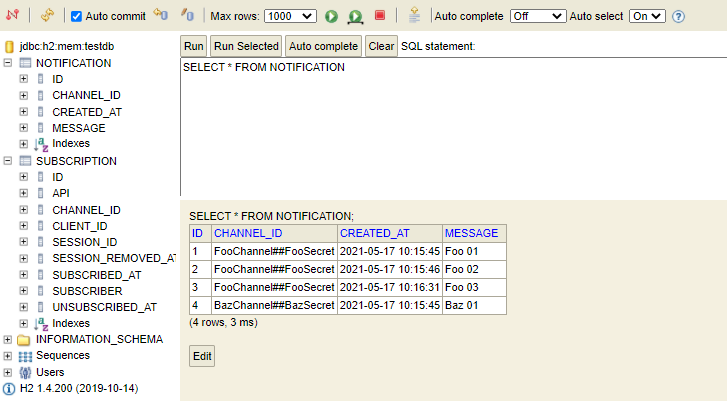 Auto commit Max rows: 1000 Auto complete Off Auto select On
jdbc:h2:mem:testdb
NOTIFICATION
ID
CHANNEL_ID
CREATED_AT
MESSAGE
Indexes
SUBSCRIPTION
ID
API
CHANNEL_ID
CLIENT_ID
SESSION_ID
SESSION_REMOVED_AT
SUBSCRIBED_AT
SUBSCRIBER
UNSUBSCRIBED_AT
Indexes
INFORMATION_SCHEMA
Sequences
Users
H2 1.4.200 (2019-10-14)
Run Run Selected Auto complete Clear SQL statement:
SELECT * FROM NOTIFICATION
SELECT * FROM NOTIFICATION;
ID CHANNEL_ID CREATED_AT MESSAGE
1 FooChannel##FooSecret 2021-05-17 10:15:45 Foo 01
2 FooChannel##FooSecret 2021-05-17 10:15:46 Foo 02
3 FooChannel##FooSecret 2021-05-17 10:16:31 Foo 03
4 BazChannel##BazSecret 2021-05-17 10:15:45 Baz 01
(4 rows, 3 ms)
Edit